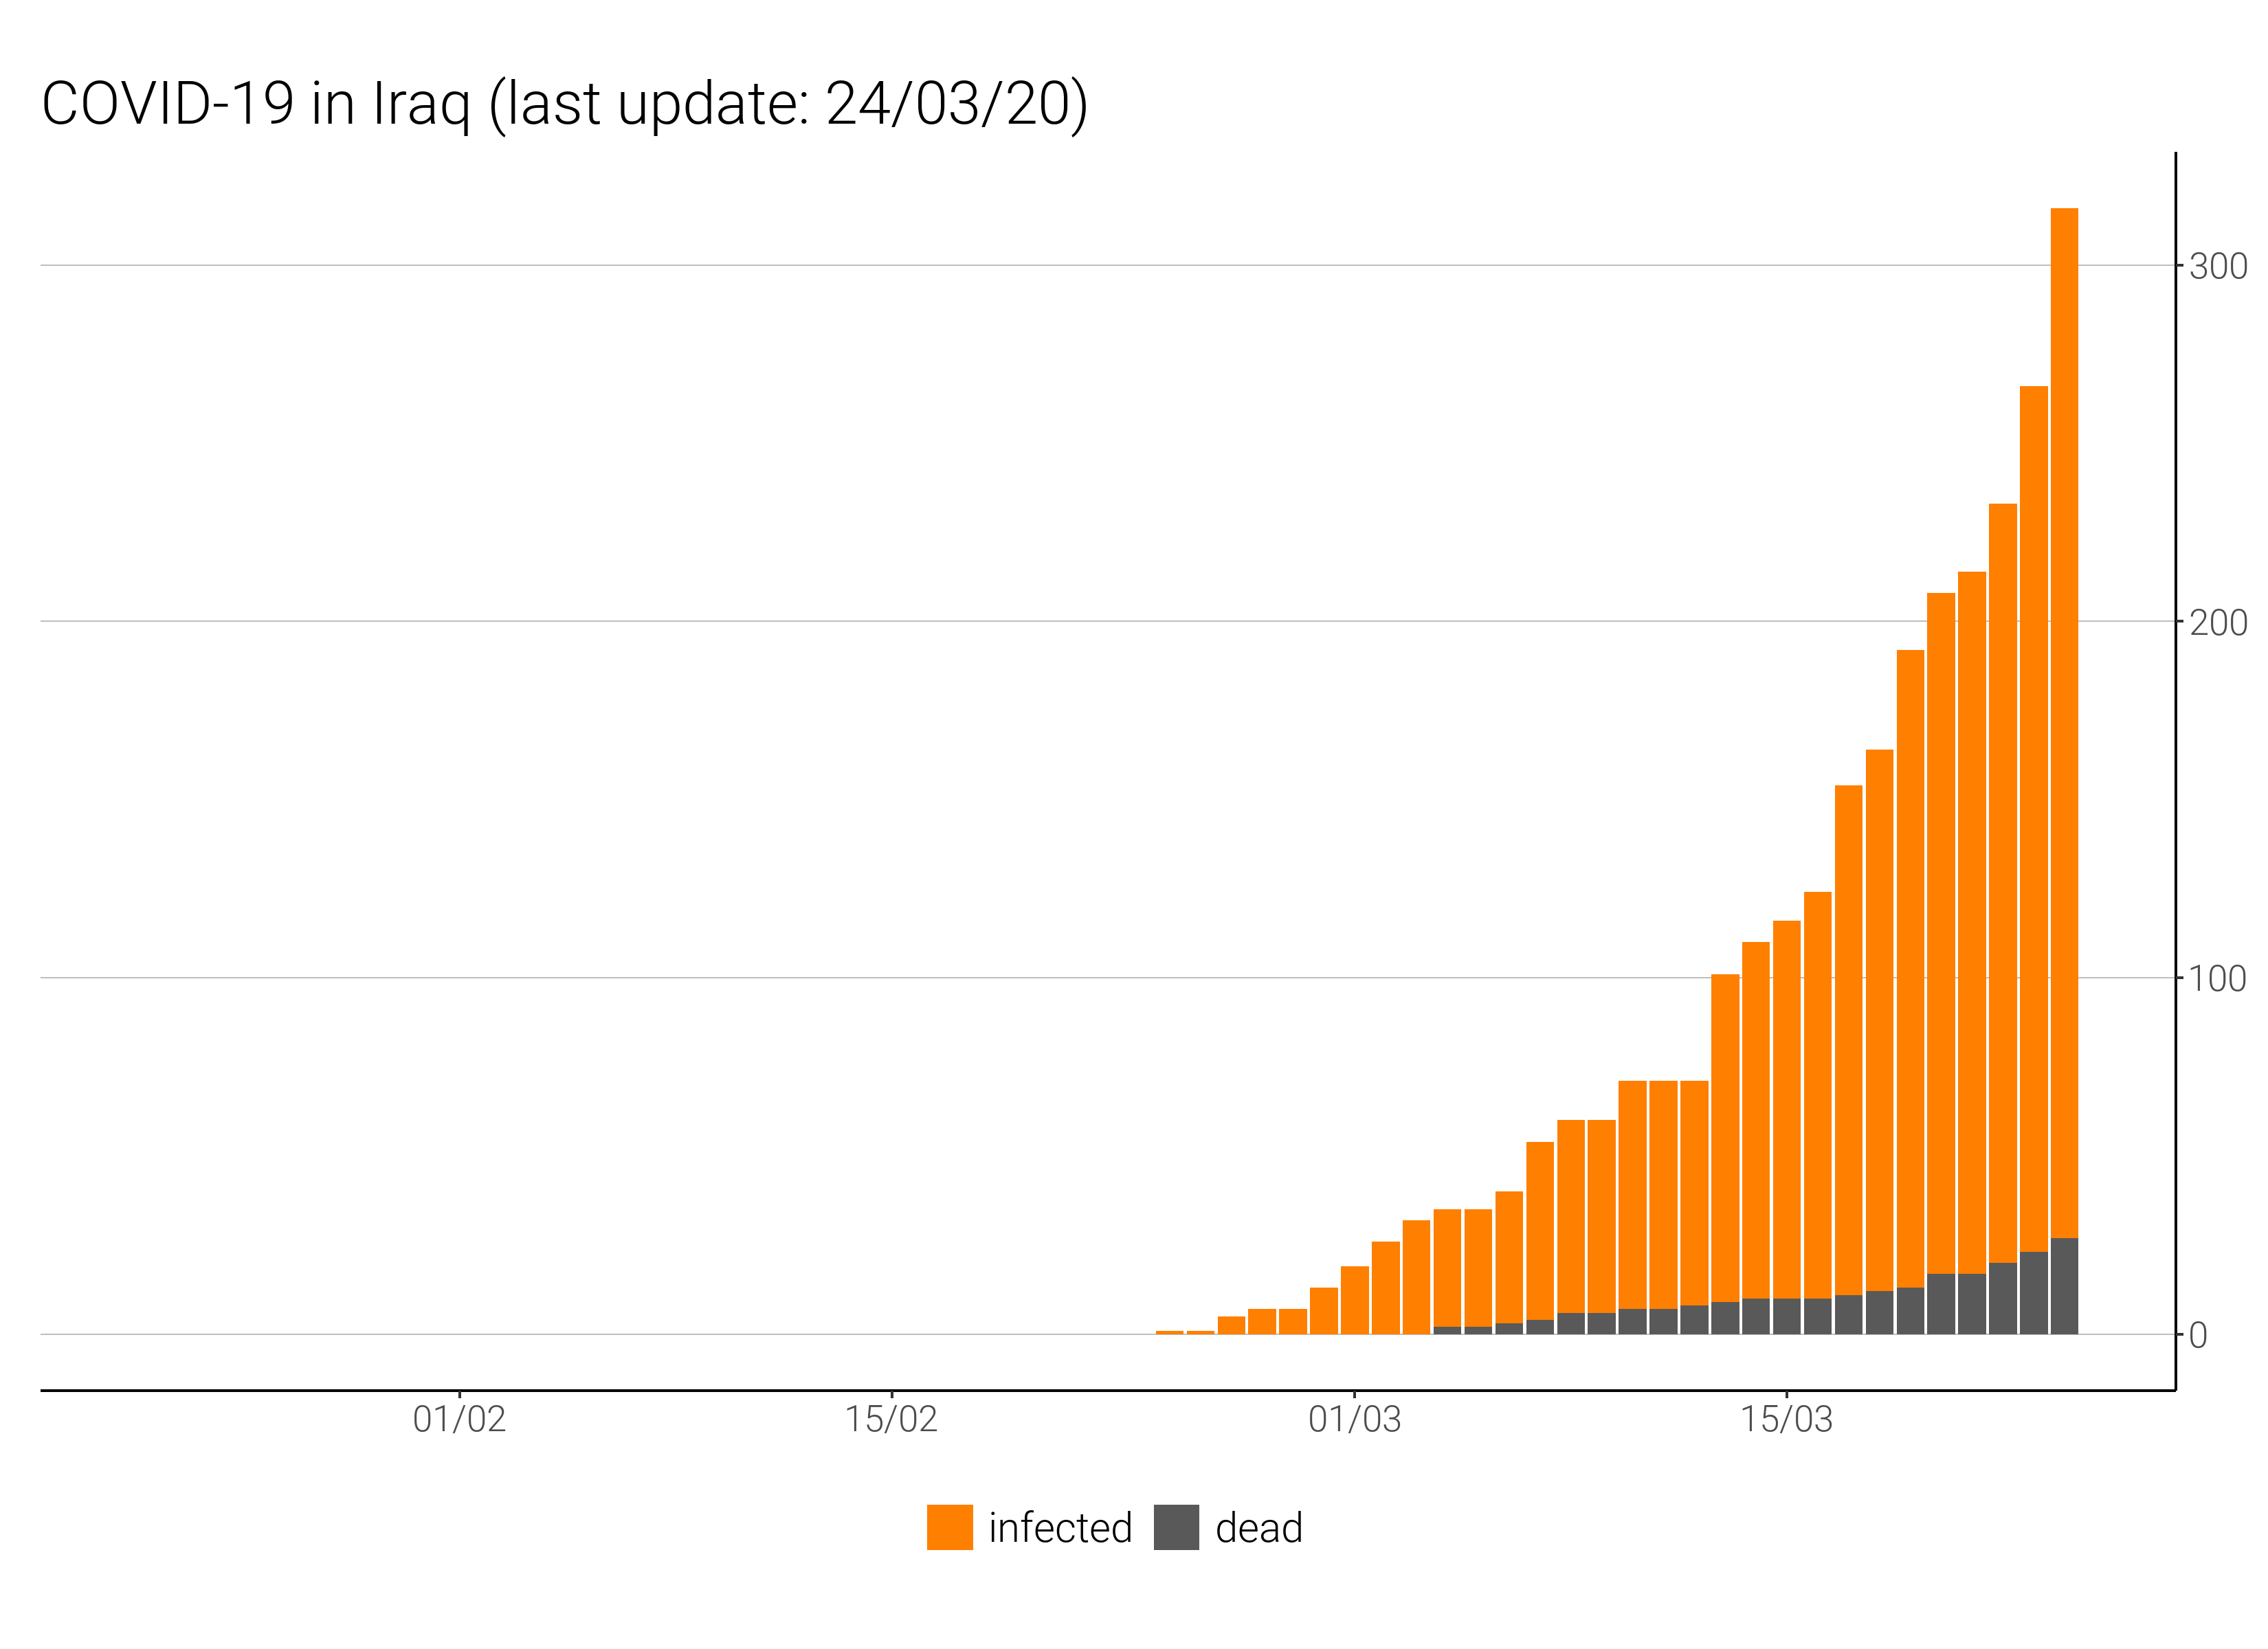 COVID-19 in Iraq (last update: 24/03/20)
300
200
100
0
01/02 15/02 01/03 15/03
infected dead